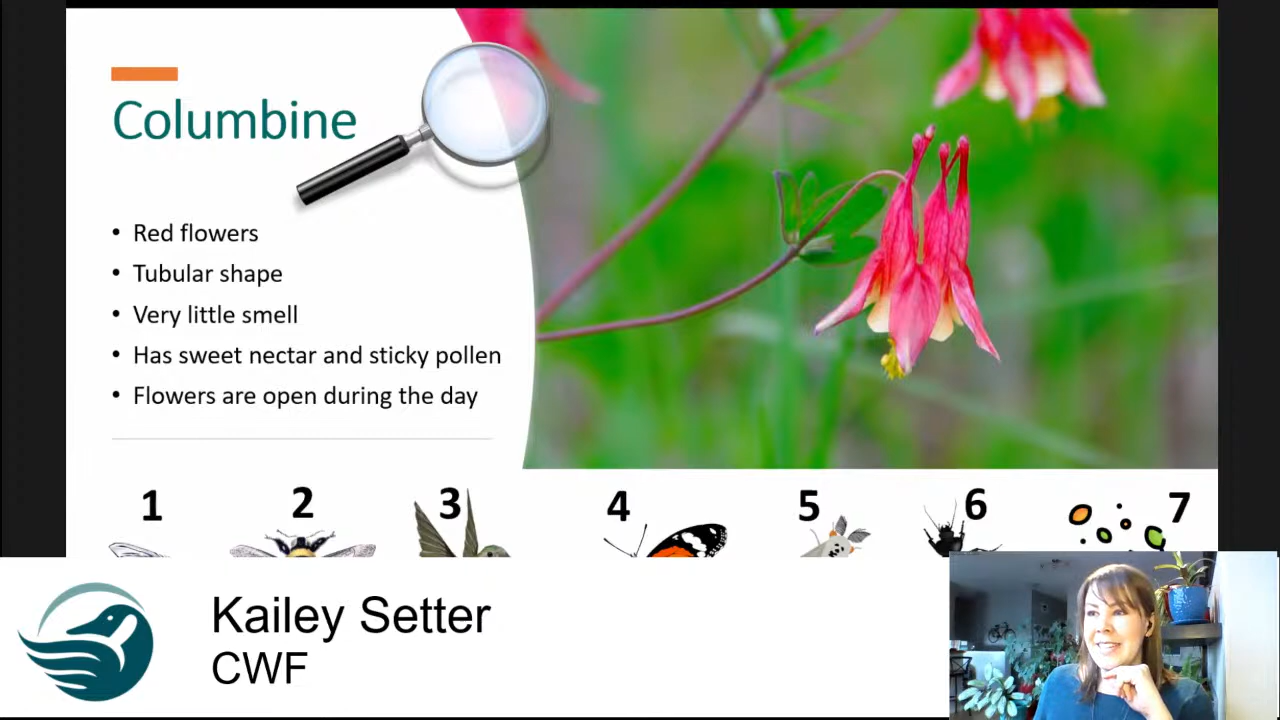 Columbine
• Red flowers
• Tubular shape
• Very little smell
• Has sweet nectar and sticky pollen
• Flowers are open during the day
1 2 3 4 5 6 7
Kailey Setter
CWF